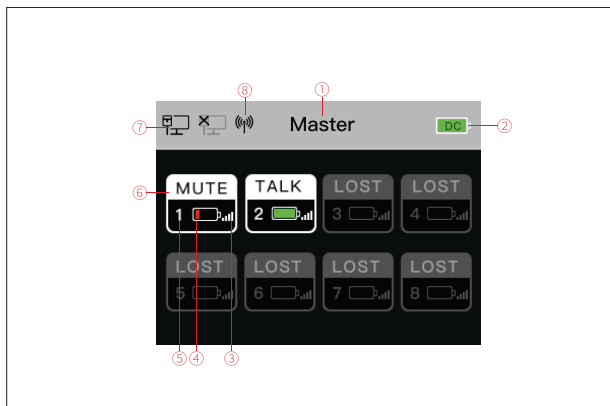 ⑧ ①
⑦ T Master DC ②
⑥ MUTE TALK LOST LOST
1 2 3 4
LOST LOST LOST LOST
5 6 7 8
⑤ ④ ③